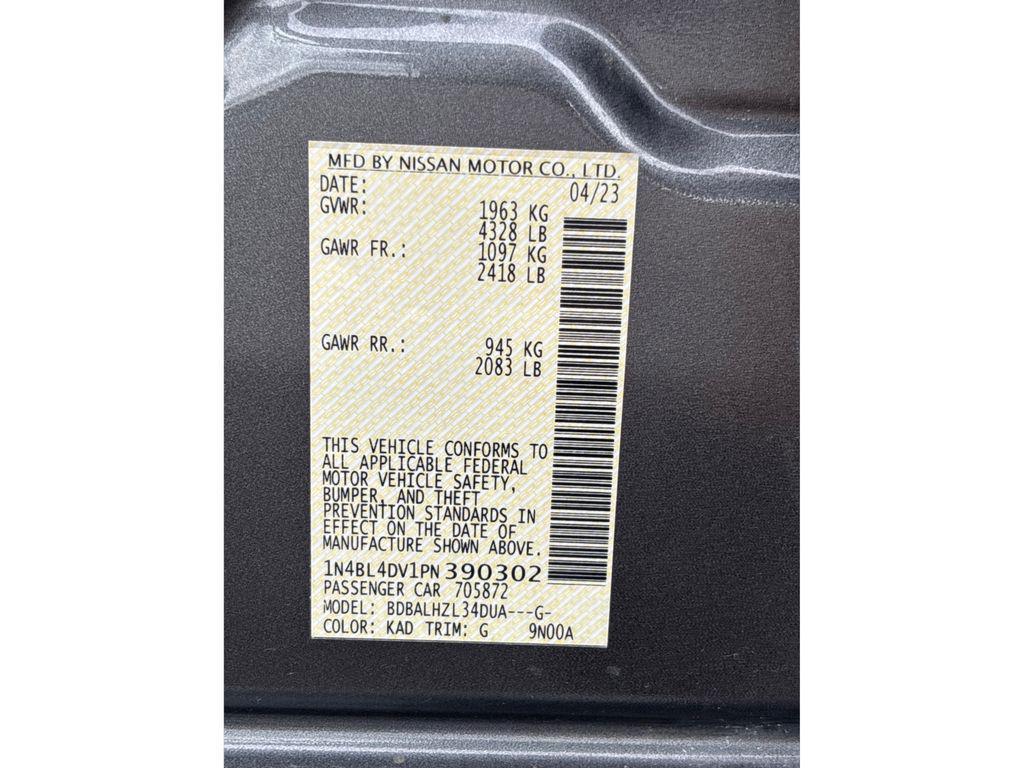 MFD BY NISSAN MOTOR CO., LTD.
DATE: 04/23
GVWR: 1963 KG
4328 LB
GAWR FR.: 1097 KG
2418 LB
GAWR RR.: 945 KG
2083 LB
THIS VEHICLE CONFORMS TO
ALL APPLICABLE FEDERAL
MOTOR VEHICLE SAFETY,
BUMPER, AND THEFT
PREVENTION STANDARDS IN
EFFECT ON THE DATE OF
MANUFACTURE SHOWN ABOVE.
1N4BL4DV1PN390302
PASSENGER CAR 705872
MODEL: BDBALHZL34DUA---G-
COLOR: KAD TRIM: G 9N00A